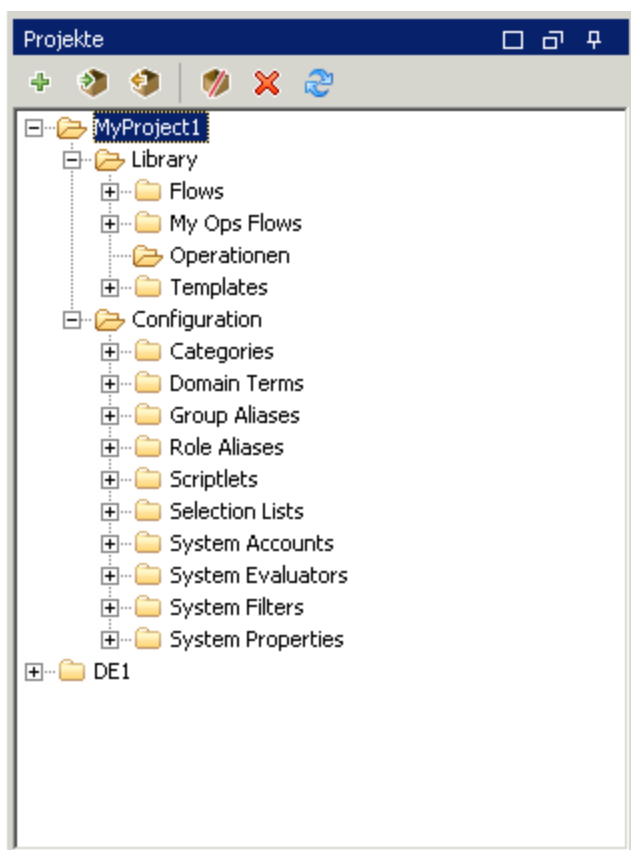 Projekte
MyProject1
Library
Flows
My Ops Flows
Operationen
Templates
Configuration
Categories
Domain Terms
Group Aliases
Role Aliases
Scriptlets
Selection Lists
System Accounts
System Evaluators
System Filters
System Properties
DE1